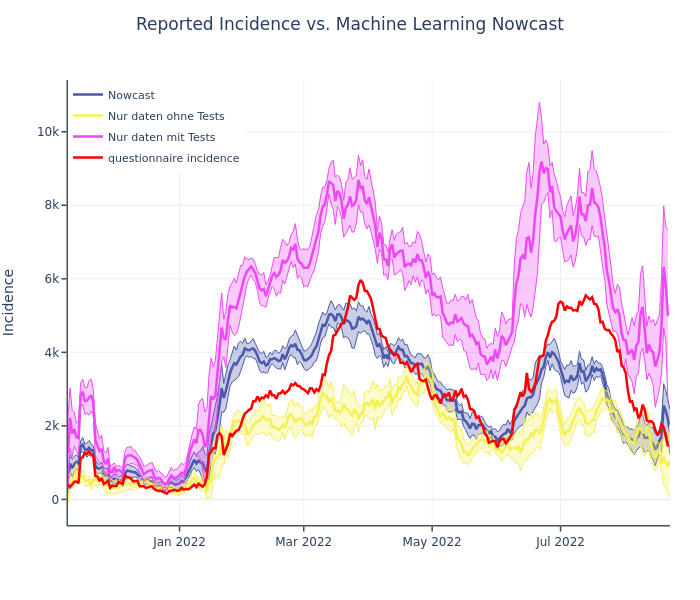 Reported Incidence vs. Machine Learning Nowcast
Nowcast
Nur daten ohne Tests
Nur daten mit Tests
questionnaire incidence
Incidence
10k
8k
6k
4k
2k
0
Jan 2022
Mar 2022
May 2022
Jul 2022